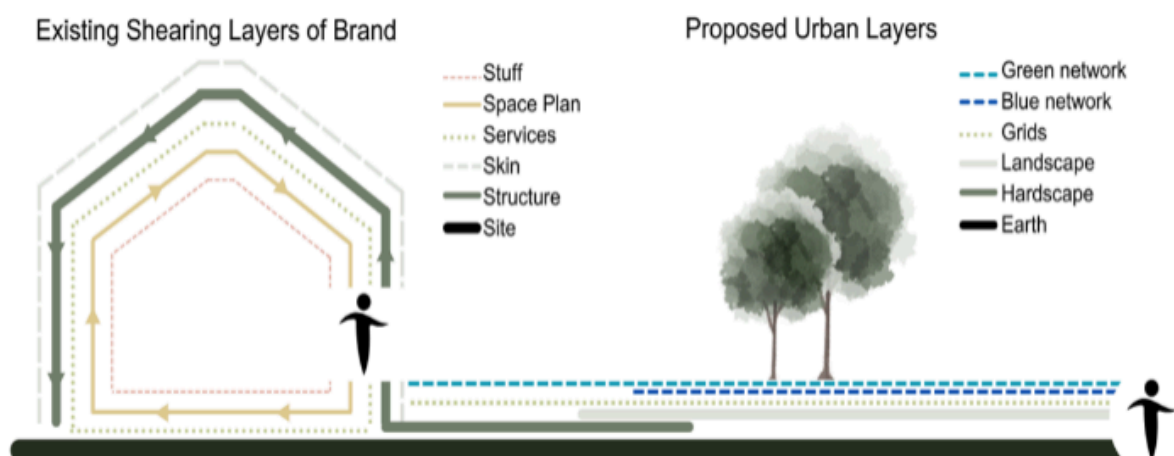 Existing Shearing Layers of Brand
Stuff
Space Plan
Services
Skin
Structure
Site
Proposed Urban Layers
Green network
Blue network
Grids
Landscape
Hardscape
Earth